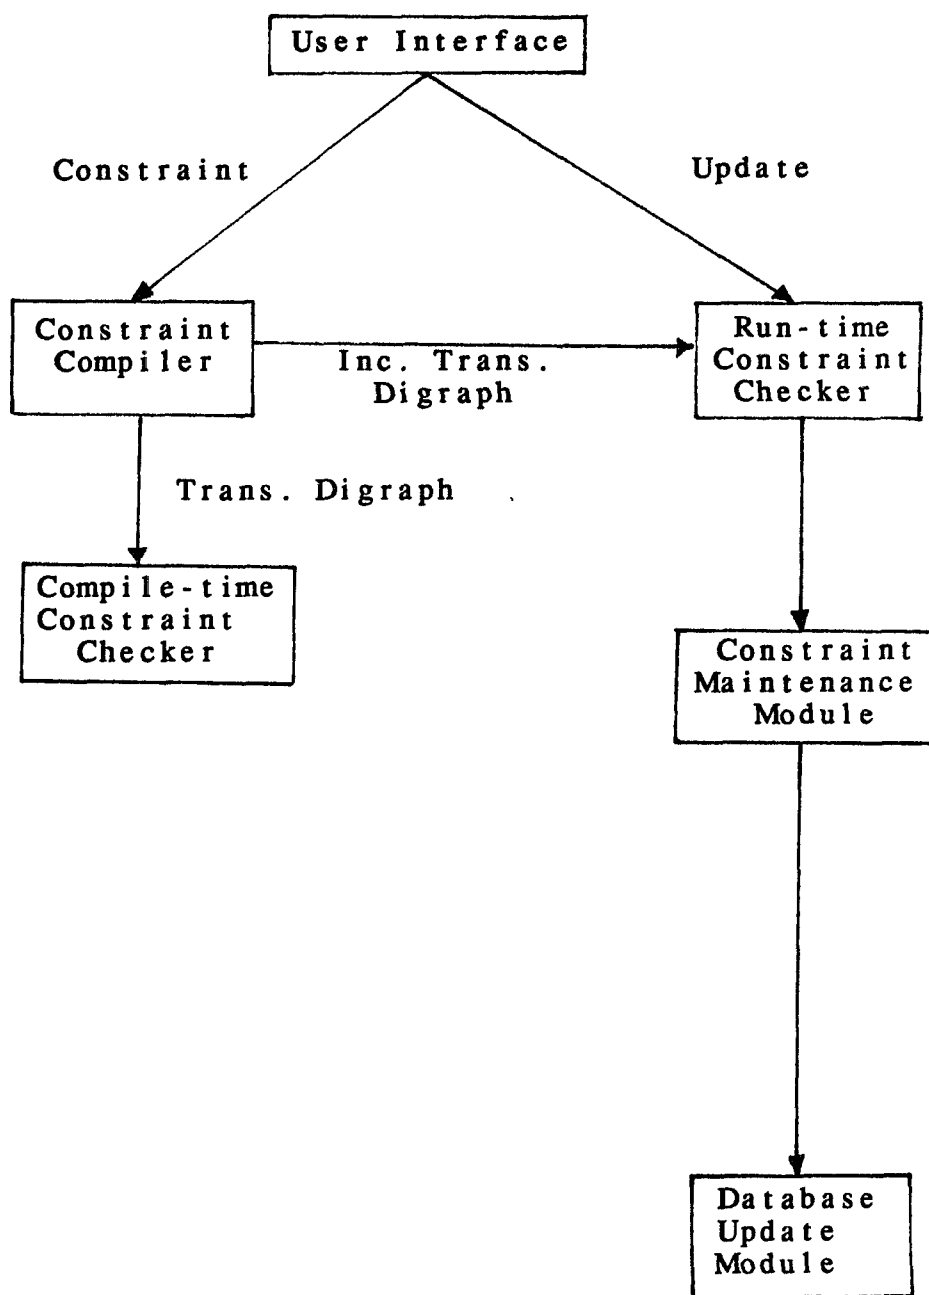 User Interface
Constraint
Update
Constraint
Compiler
Inc. Trans.
Digraph
Run-time
Constraint
Checker
Trans. Digraph
Compile-time
Constraint
Checker
Constraint
Maintenance
Module
Database
Update
Module